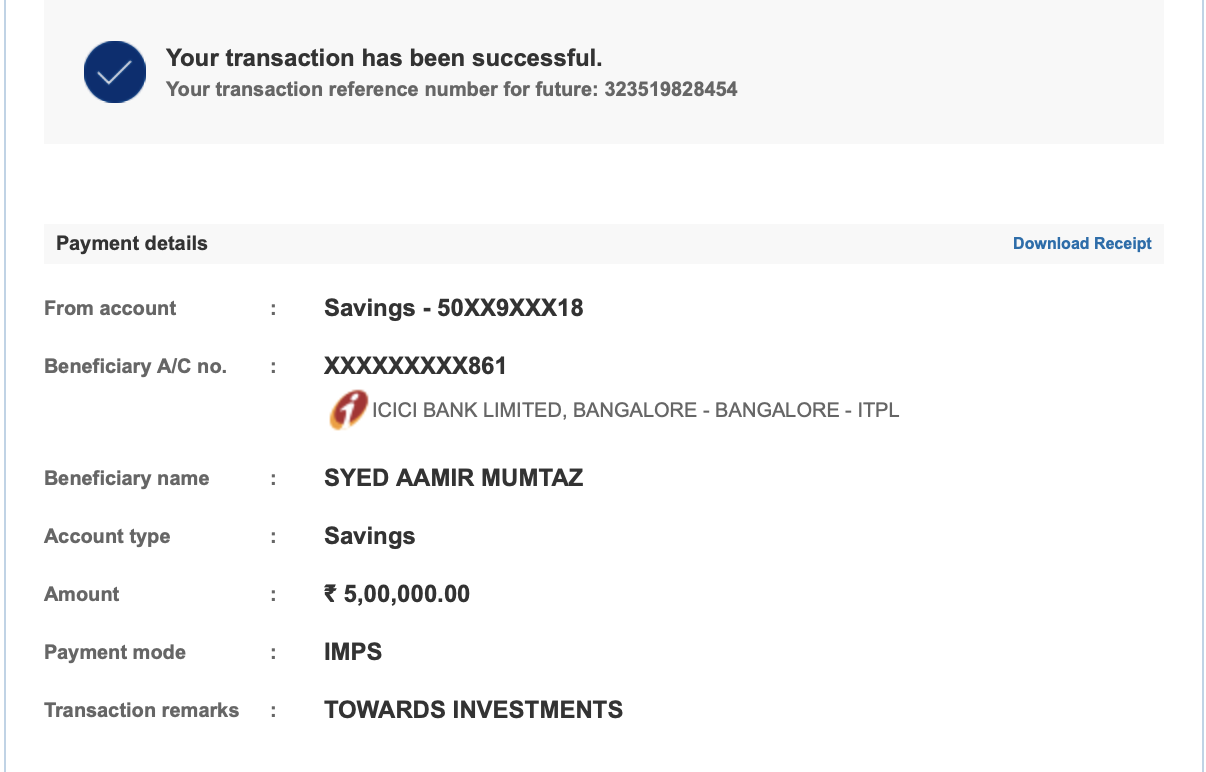 Your transaction has been successful.
Your transaction reference number for future: 323519828454
Payment details Download Receipt
From account : Savings - 50XX9XXX18
Beneficiary A/C no. : XXXXXXXXX861
ICICI BANK LIMITED, BANGALORE - BANGALORE - ITPL
Beneficiary name : SYED AAMIR MUMTAZ
Account type : Savings
Amount : ₹ 5,00,000.00
Payment mode : IMPS
Transaction remarks : TOWARDS INVESTMENTS